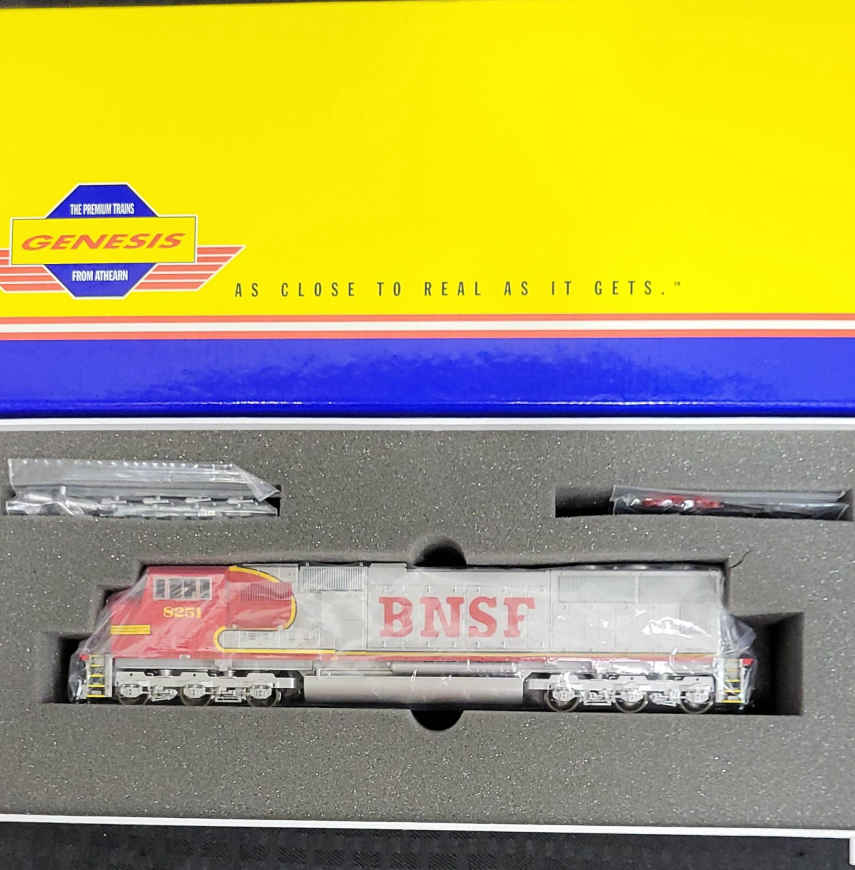 THE PREMIUM TRAINS
GENESIS
FROM ATHEARN
AS CLOSE TO REAL AS IT GETS.™
8251
BNSF